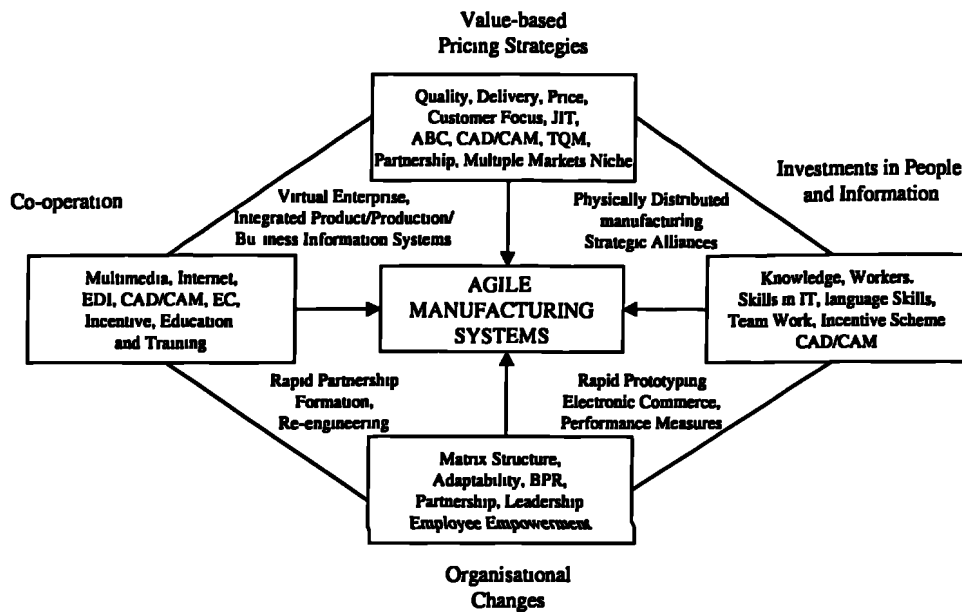 Value-based
Pricing Strategies
Quality, Delivery, Price,
Customer Focus, JIT,
ABC, CAD/CAM, TQM,
Partnership, Multiple Markets Niche
Investments in People
and Information
Co-operation
Virtual Enterprise,
Integrated Product/Production/
Business Information Systems
Physically Distributed
manufacturing
Strategic Alliances
Multimedia, Internet,
EDI, CAD/CAM, EC,
Incentive, Education
and Training
AGILE
MANUFACTURING
SYSTEMS
Knowledge, Workers.
Skills in IT, language Skills,
Team Work, Incentive Scheme
CAD/CAM
Rapid Partnership
Formation,
Re-engineering
Rapid Prototyping
Electronic Commerce,
Performance Measures
Matrix Structure,
Adaptability, BPR,
Partnership, Leadership
Employee Empowerment
Organisational
Changes